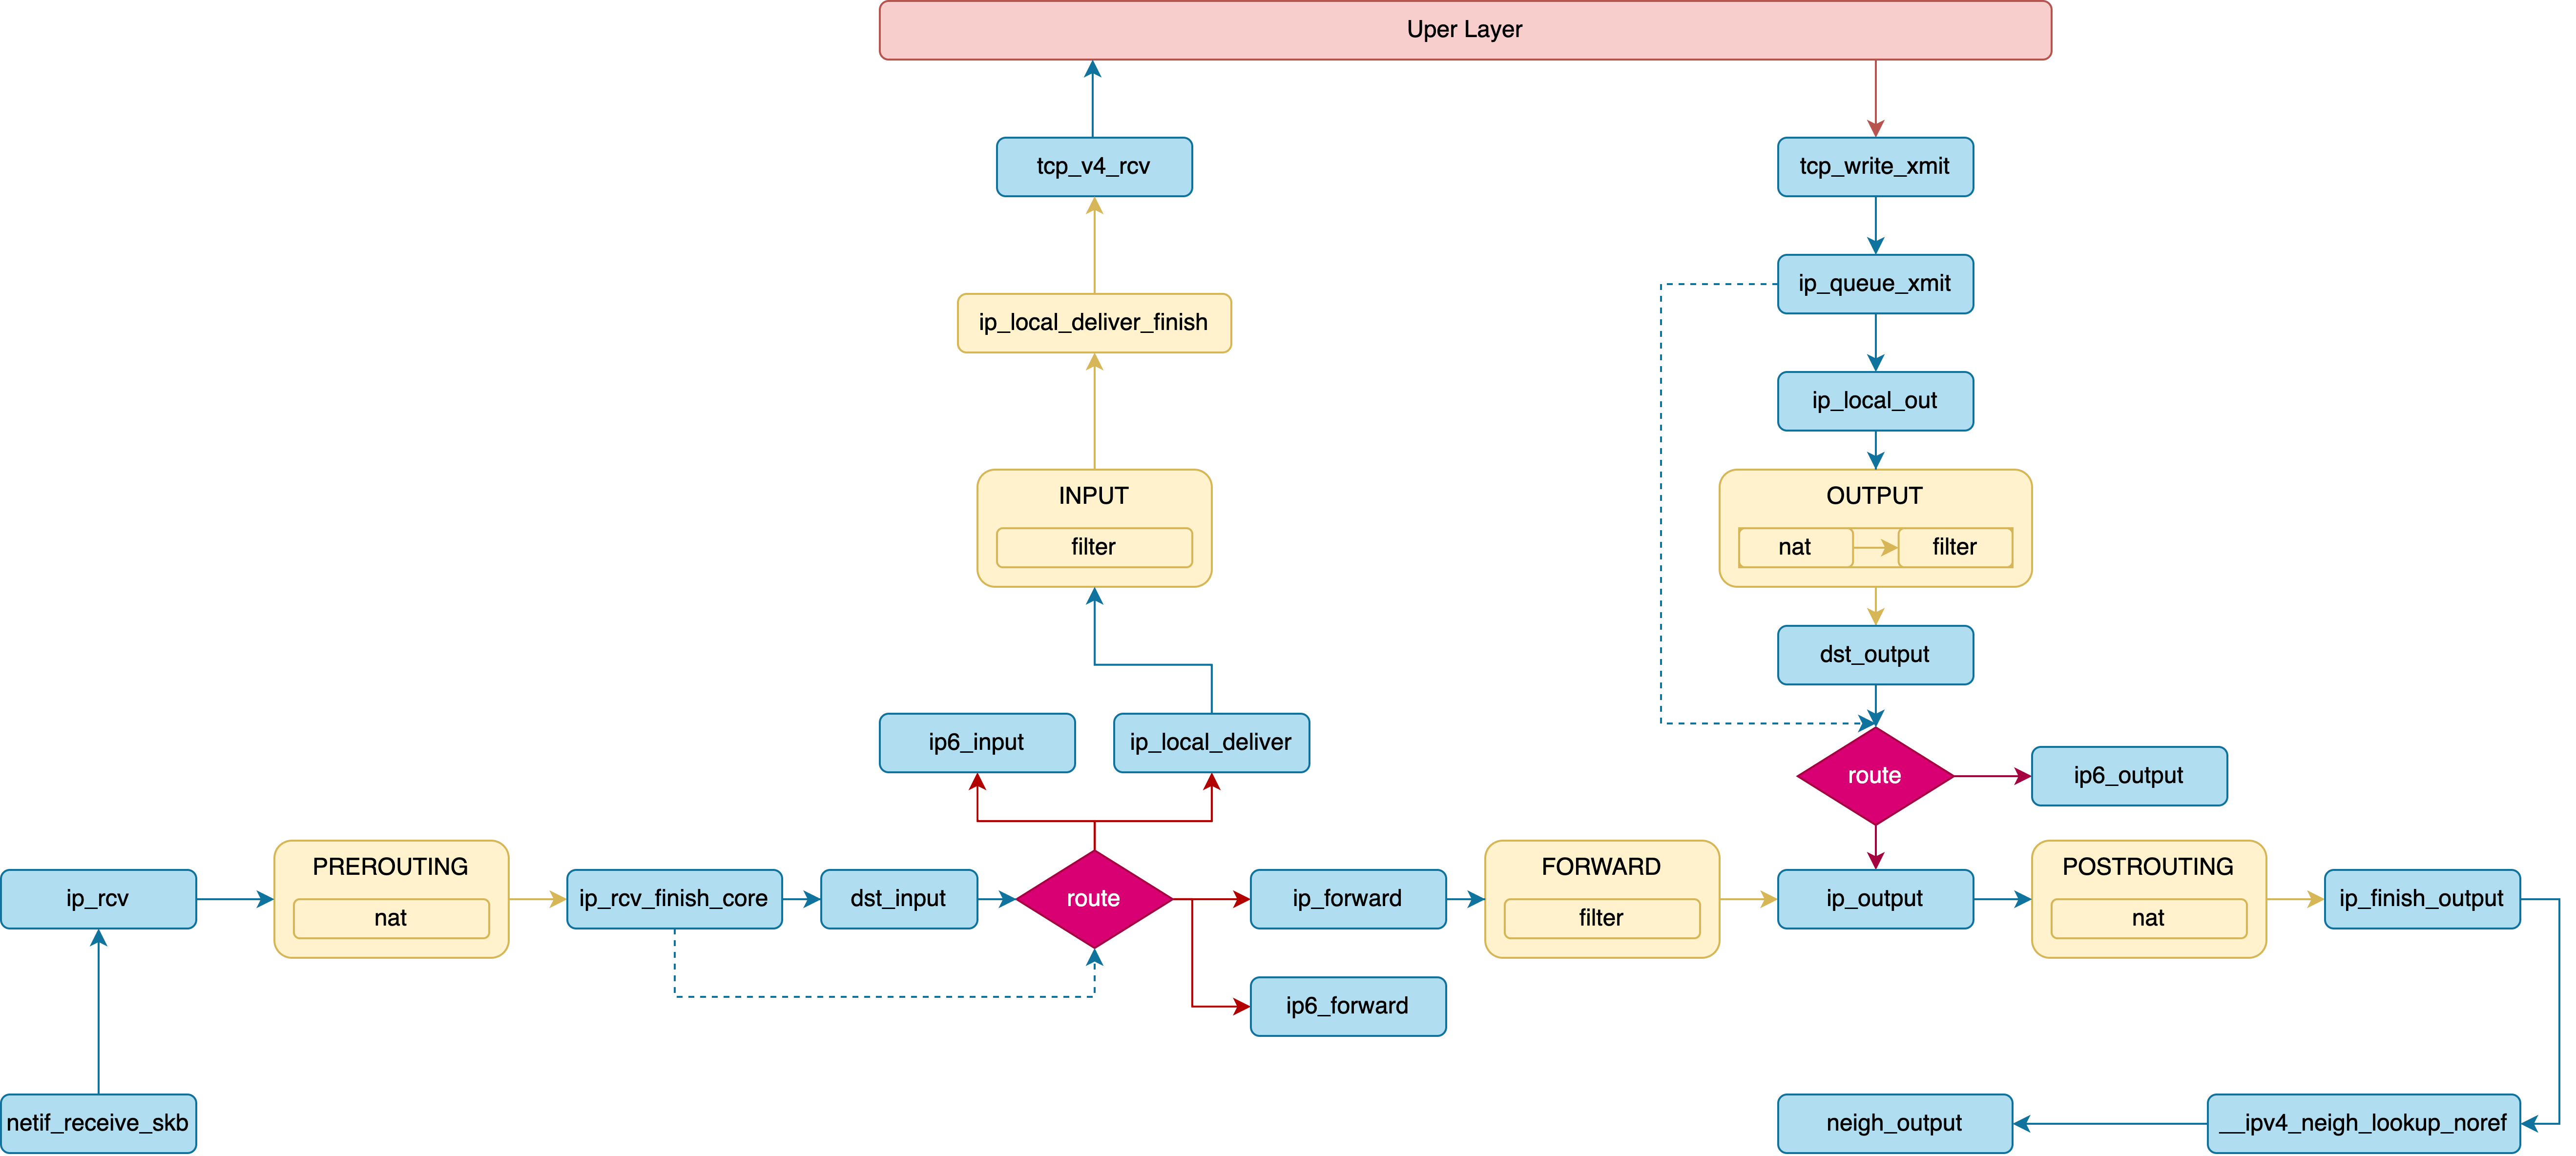 Uper Layer
tcp_v4_rcv
tcp_write_xmit
ip_queue_xmit
ip_local_deliver_finish
ip_local_out
INPUT
filter
OUTPUT
nat
filter
dst_output
ip6_input
ip_local_deliver
route
ip6_output
ip_rcv
PREROUTING
nat
ip_rcv_finish_core
dst_input
route
ip_forward
FORWARD
filter
ip_output
POSTROUTING
nat
ip_finish_output
ip6_forward
netif_receive_skb
neigh_output
__ipv4_neigh_lookup_noref